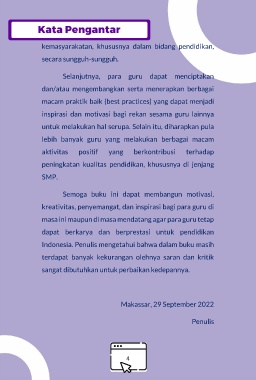 Kata Pengantar
kemasyarakatan, khususnya dalam bidang pendidikan,
secara sungguh-sungguh.
Selanjutnya, para guru dapat menciptakan
dan/atau mengembangkan serta menerapkan berbagai
macam praktik baik (best practices) yang dapat menjadi
inspirasi dan motivasi bagi rekan sesama guru lainnya
untuk melakukan hal serupa. Selain itu, diharapkan pula
lebih banyak guru yang melakukan berbagai macam
aktivitas positif yang berkontribusi terhadap
peningkatan kualitas pendidikan, khususnya di jenjang
SMP.
Semoga buku ini dapat membangun motivasi,
kreativitas, penyemangat, dan inspirasi bagi para guru di
masa ini maupun di masa mendatang agar para guru tetap
dapat berkarya dan berprestasi untuk pendidikan
Indonesia. Penulis mengetahui bahwa dalam buku masih
terdapat banyak kekurangan olehnya saran dan kritik
sangat dibutuhkan untuk perbaikan kedepannya.
Makassar, 29 September 2022
Penulis
4